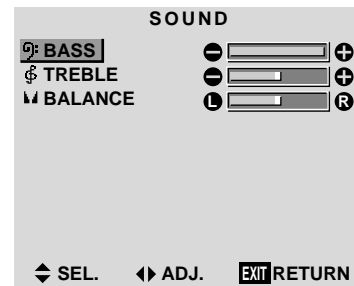 SOUND
BASS
TREBLE
BALANCE L R
SEL. ADJ. EXIT RETURN